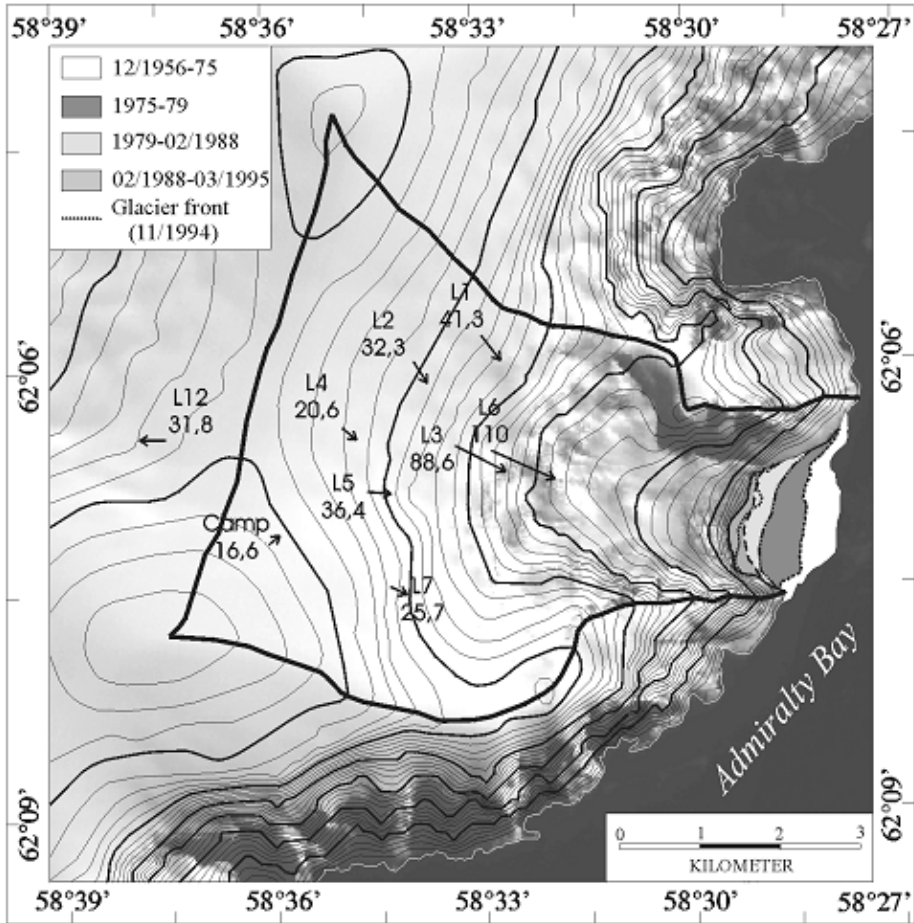 58°39' 58°36' 58°33' 58°30' 58°27'
12/1956-75
1975-79
1979-02/1988
02/1988-03/1995
Glacier front
(11/1994)
L1
41,3
L2
32,3
62°06' 62°06'
L12
31,8
L4
20,6
L6
110
L3
88,6
L5
36,4
Camp
16,6
L7
25,7
Admiralty Bay
62°09' 62°09'
0 1 2 3
KILOMETER
58°39' 58°36' 58°33' 58°30' 58°27'